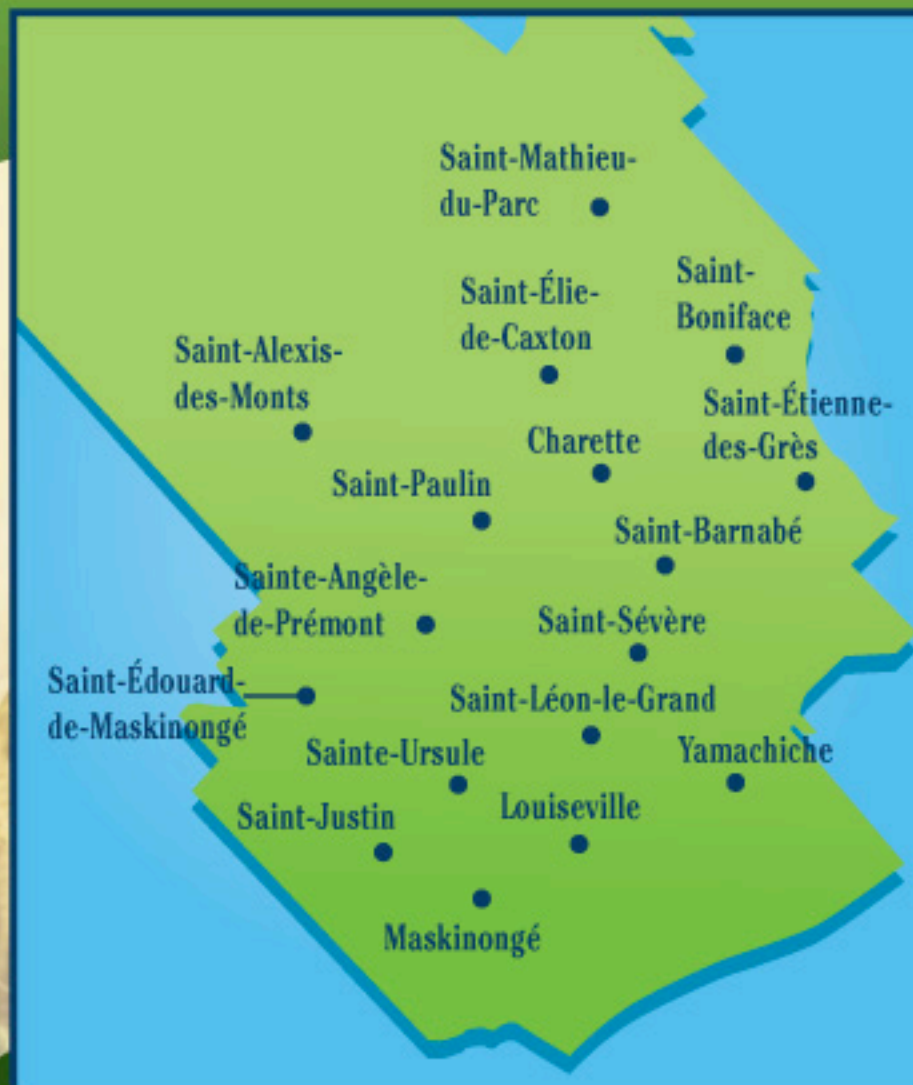 Saint-Mathieu-
du-Parc
Saint-Élie-
de-Caxton
Saint-
Boniface
Saint-Alexis-
des-Monts
Saint-Étienne-
des-Grès
Charette
Saint-Paulin
Saint-Barnabé
Sainte-Angèle-
de-Prémont
Saint-Sévère
Saint-Édouard-
de-Maskinongé
Saint-Léon-le-Grand
Sainte-Ursule
Yamachiche
Saint-Justin
Louiseville
Maskinongé